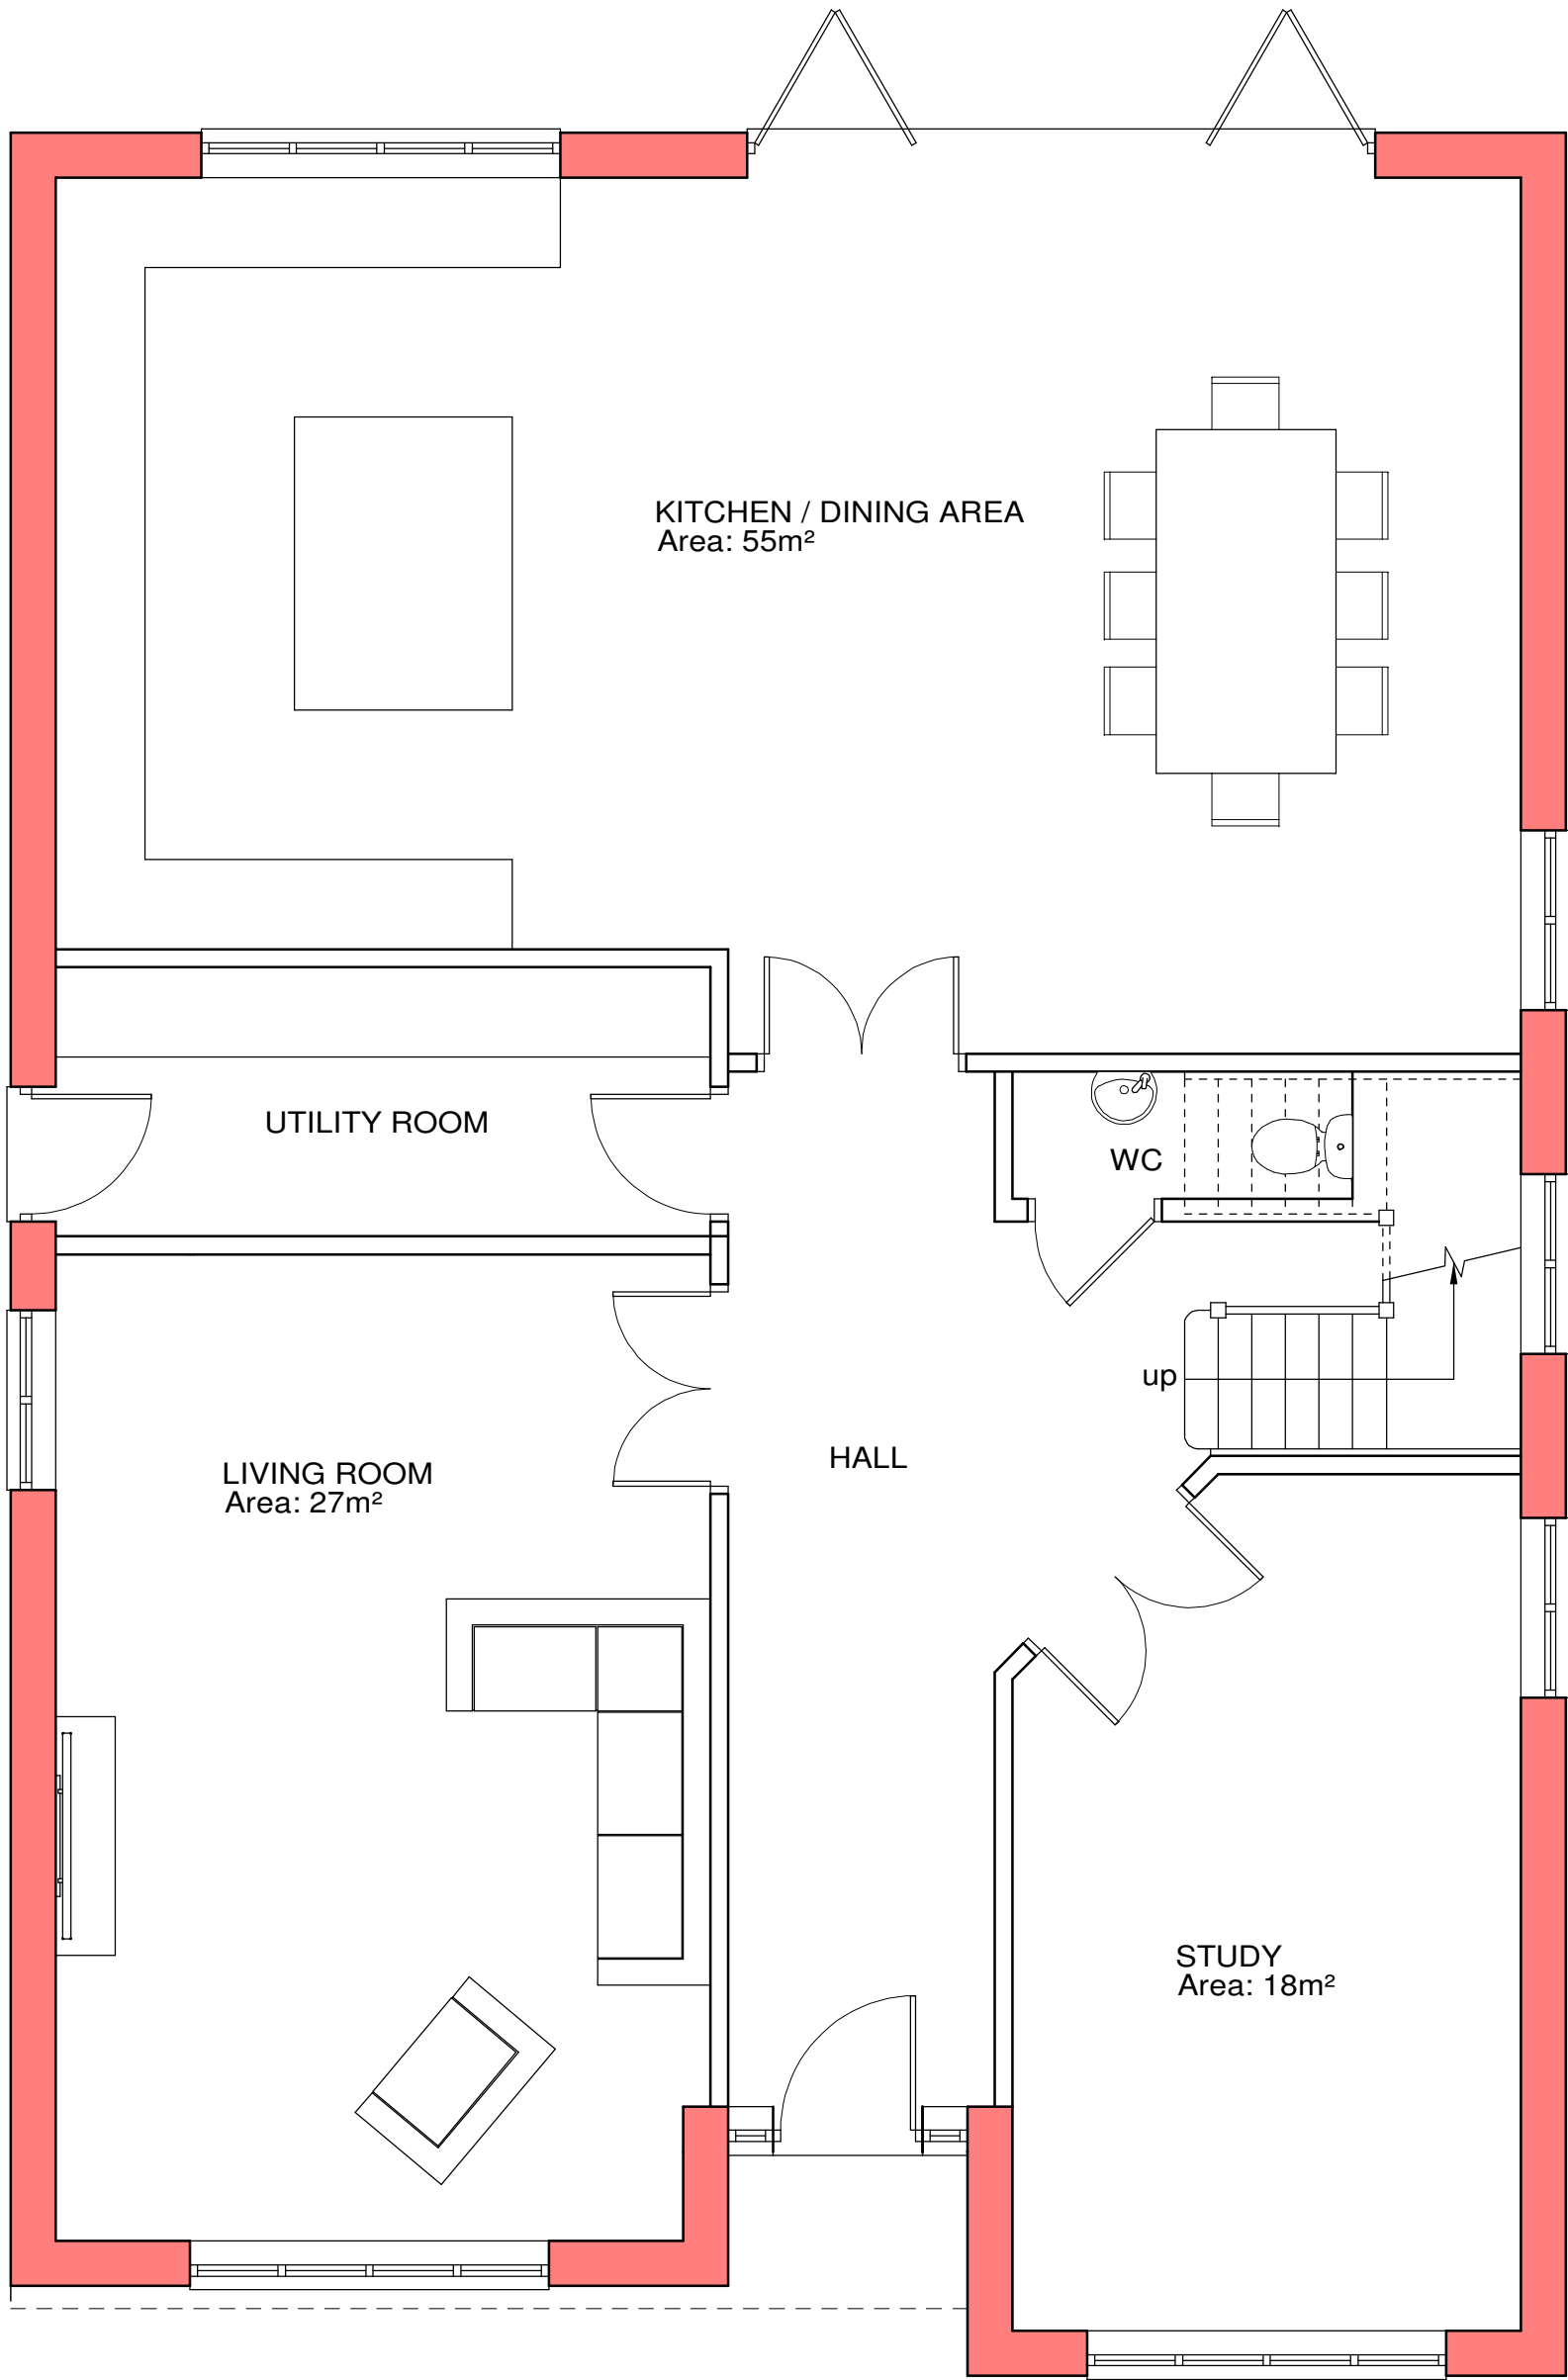 KITCHEN / DINING AREA
Area: 55m²
UTILITY ROOM
WC
up
HALL
LIVING ROOM
Area: 27m²
STUDY
Area: 18m²